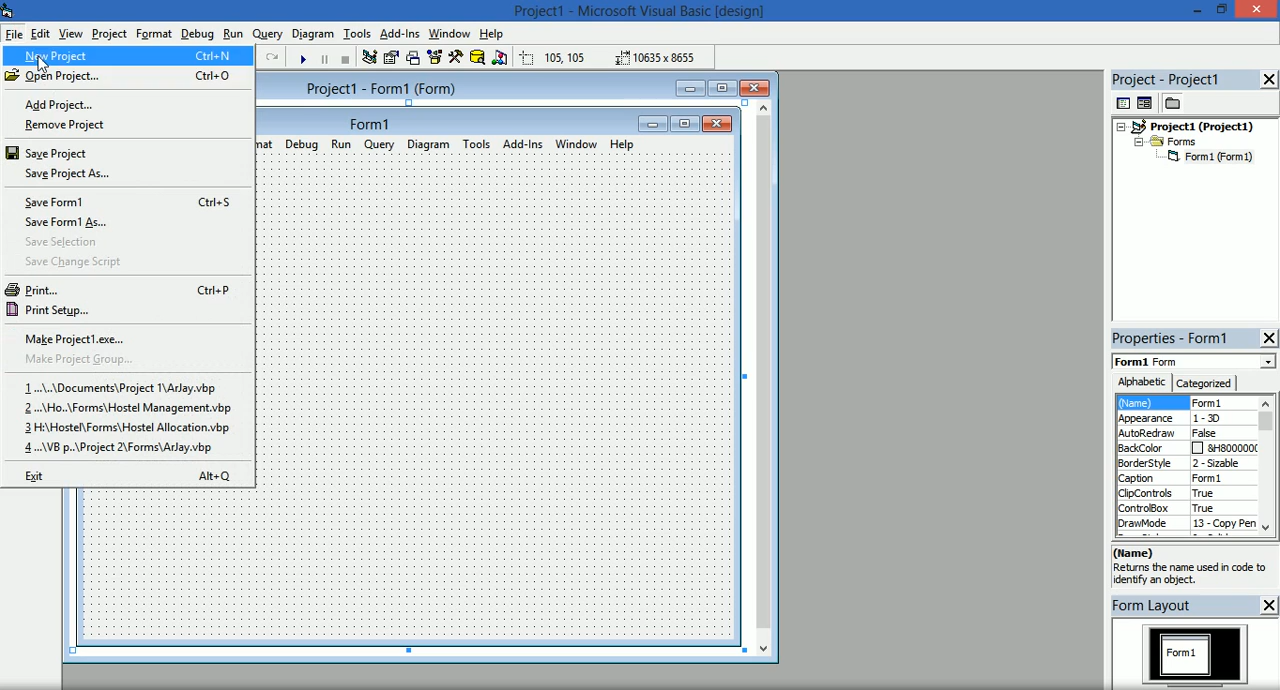 Project1 - Microsoft Visual Basic [design]
File Edit View Project Format Debug Run Query Diagram Tools Add-Ins Window Help
105, 105 10635 x 8655
New Project Ctrl+N
Open Project... Ctrl+O
Add Project...
Remove Project
Save Project
Save Project As...
Save Form1 Ctrl+S
Save Form1 As...
Save Selection
Save Change Script
Print... Ctrl+P
Print Setup...
Make Project1.exe...
Make Project Group...
1 ...\..\Documents\Project 1\ArJay.vbp
2 ...\Ho..\Forms\Hostel Management.vbp
3 H:\Hostel\Forms\Hostel Allocation.vbp
4 ...\VB p..\Project 2\Forms\ArJay.vbp
Exit Alt+Q
Project1 - Form1 (Form)
Form1
mat Debug Run Query Diagram Tools Add-Ins Window Help
Project - Project1
Project1 (Project1)
Forms
Form1 (Form1)
Properties - Form1
Form1 Form
Alphabetic Categorized
(Name) Form1
Appearance 1 - 3D
AutoRedraw False
BackColor &H8000000
BorderStyle 2 - Sizable
Caption Form1
ClipControls True
ControlBox True
DrawMode 13 - Copy Pen
(Name)
Returns the name used in code to
identify an object.
Form Layout
Form1